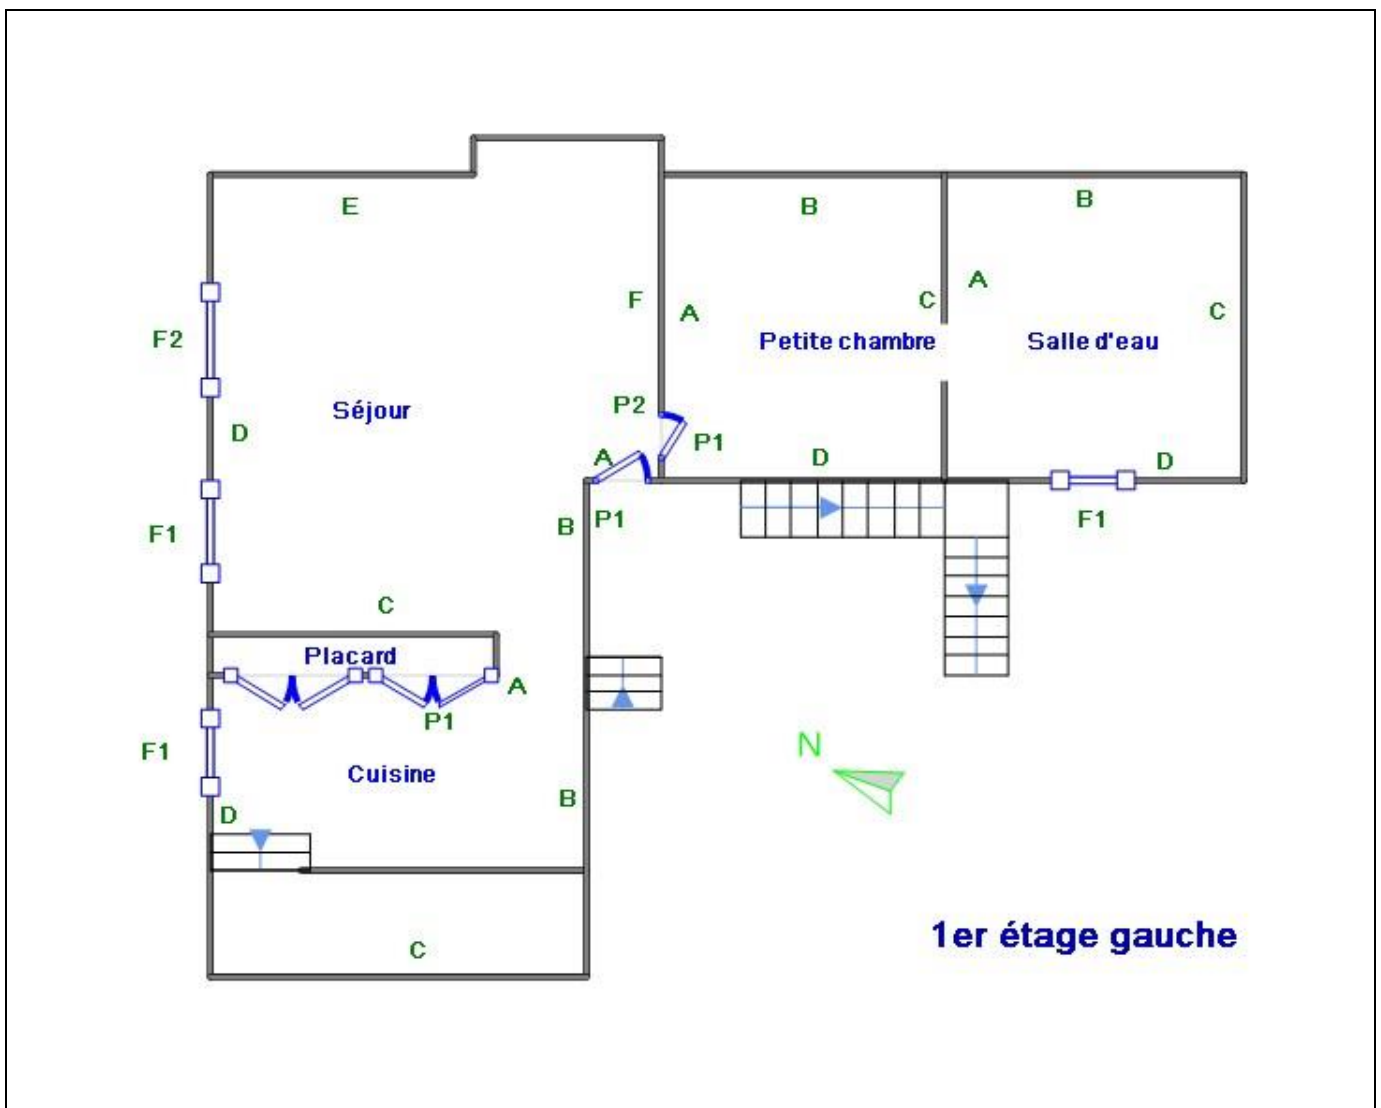 E
B
B
A
F
C
A
C
F2
Petite chambre
Salle d'eau
Séjour
P2
D
P1
A
D
D
B
P1
F1
F1
C
Placard
A
P1
F1
N
Cuisine
B
D
1er étage gauche
C